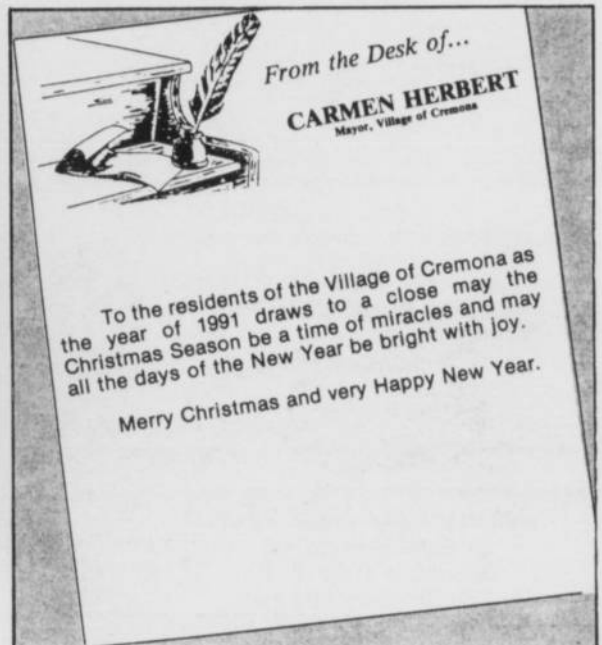 From the Desk of...
CARMEN HERBERT
Mayor, Village of Cremona
To the residents of the Village of Cremona as
the year of 1991 draws to a close may the
Christmas Season be a time of miracles and may
all the days of the New Year be bright with joy.
Merry Christmas and very Happy New Year.